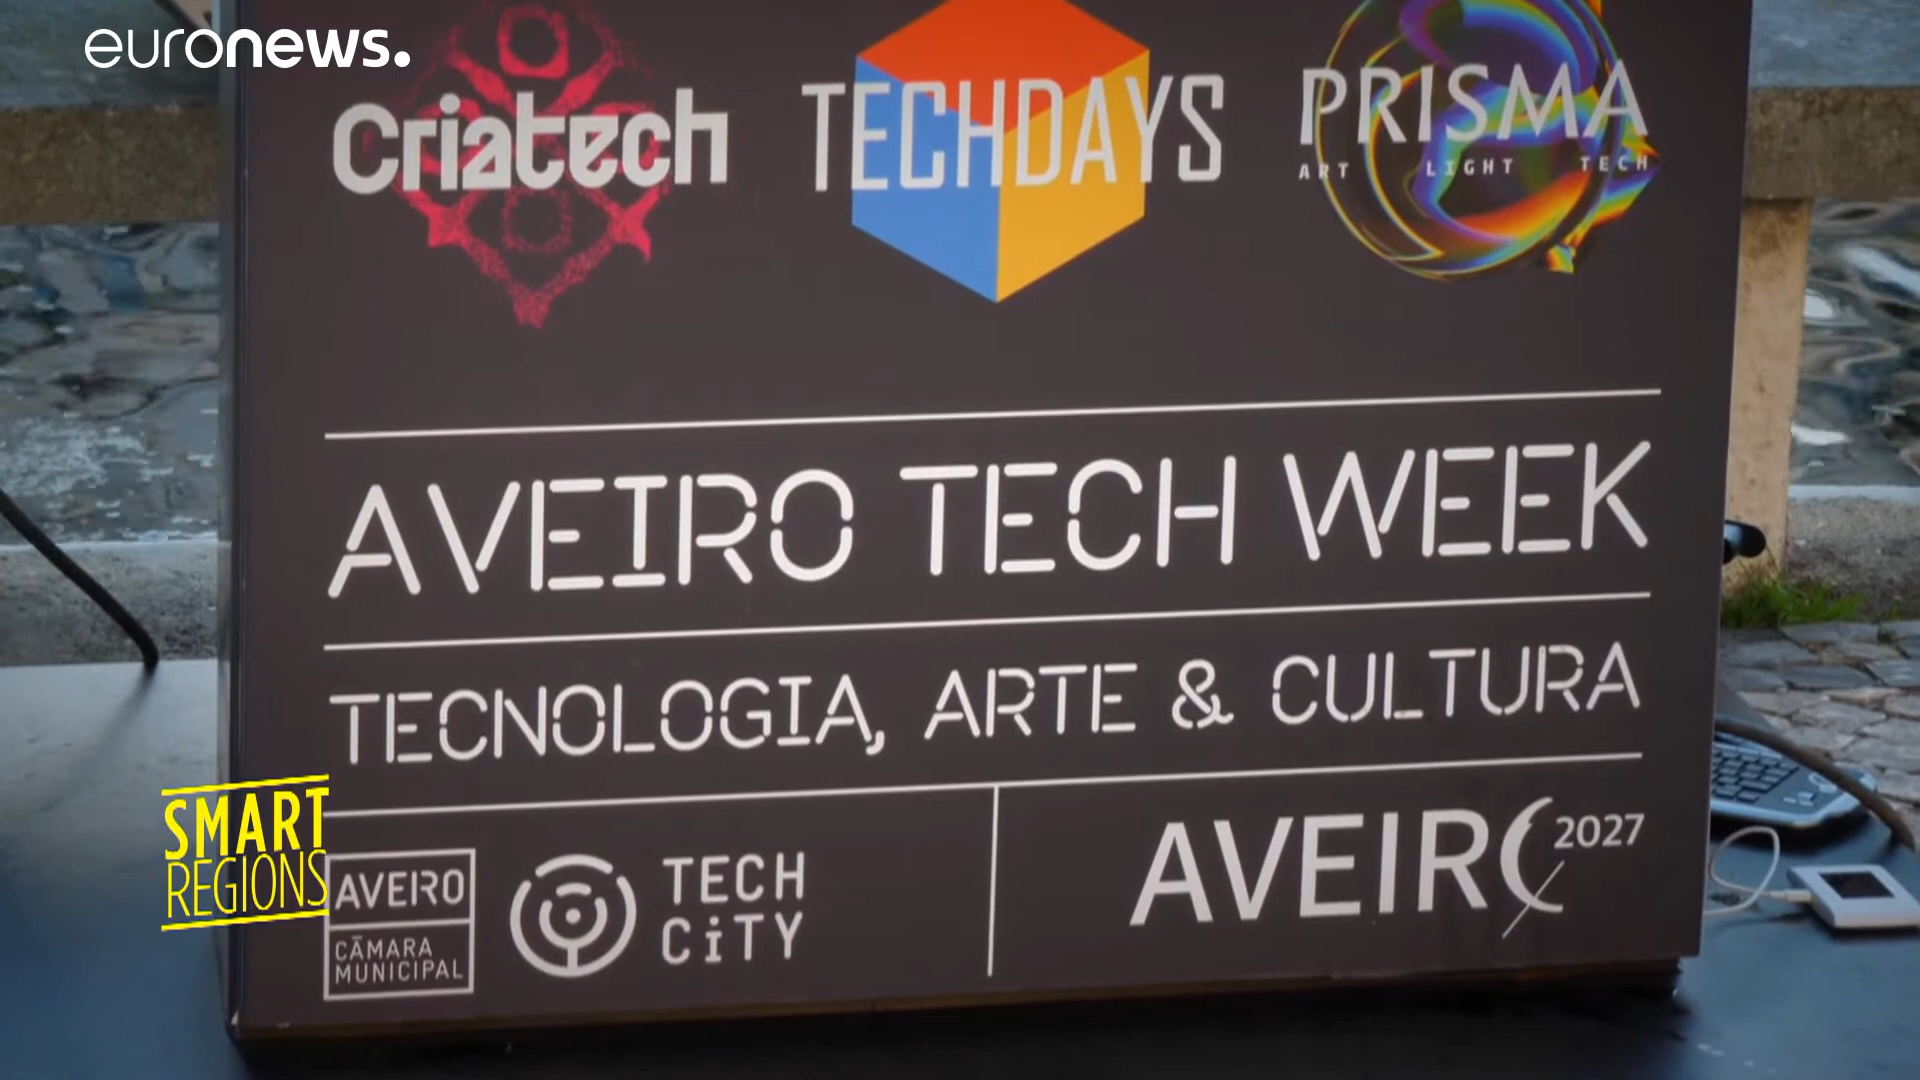 euronews.
Criatech
TECHDAYS
PRISMA
ART LIGHT TECH
AVEIRO TECH WEEK
TECNOLOGIA, ARTE & CULTURA
SMART
REGIONS
AVEIRO
CÂMARA
MUNICIPAL
TECH
CiTY
AVEIRO 2027